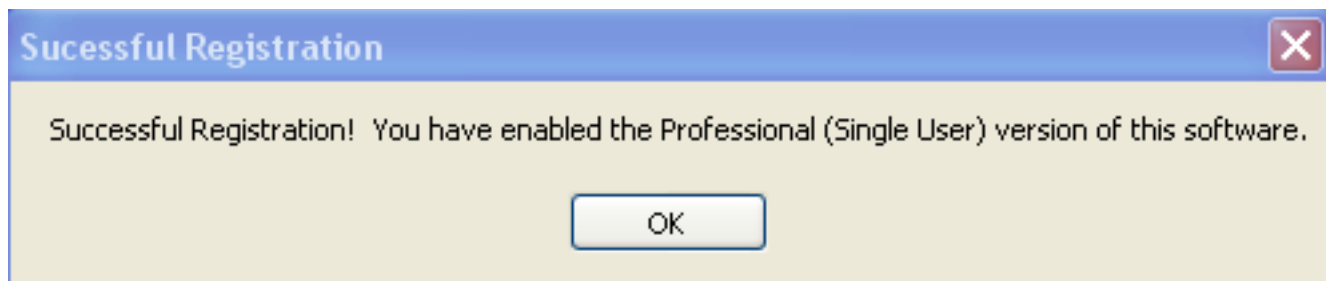 Sucessful Registration
Successful Registration!  You have enabled the Professional (Single User) version of this software.
OK